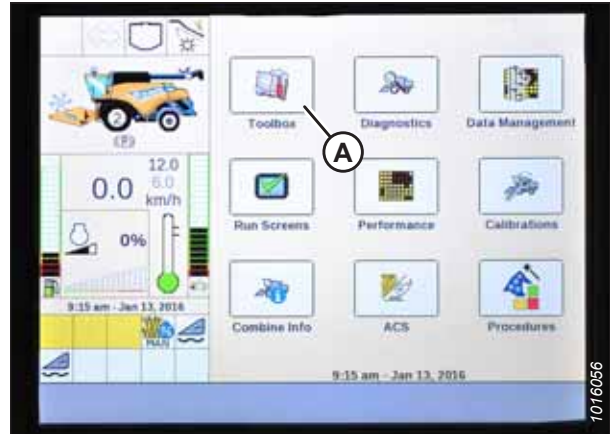 2
(P)
12.0
6.0
0.0 km/h
0%
9:15 am - Jan 13, 2016
MAN
Toolbox
Diagnostics
Data Management
A
Run Screens
Performance
Calibrations
Combine Info
ACS
Procedures
9:15 am - Jan 13, 2016
1016056